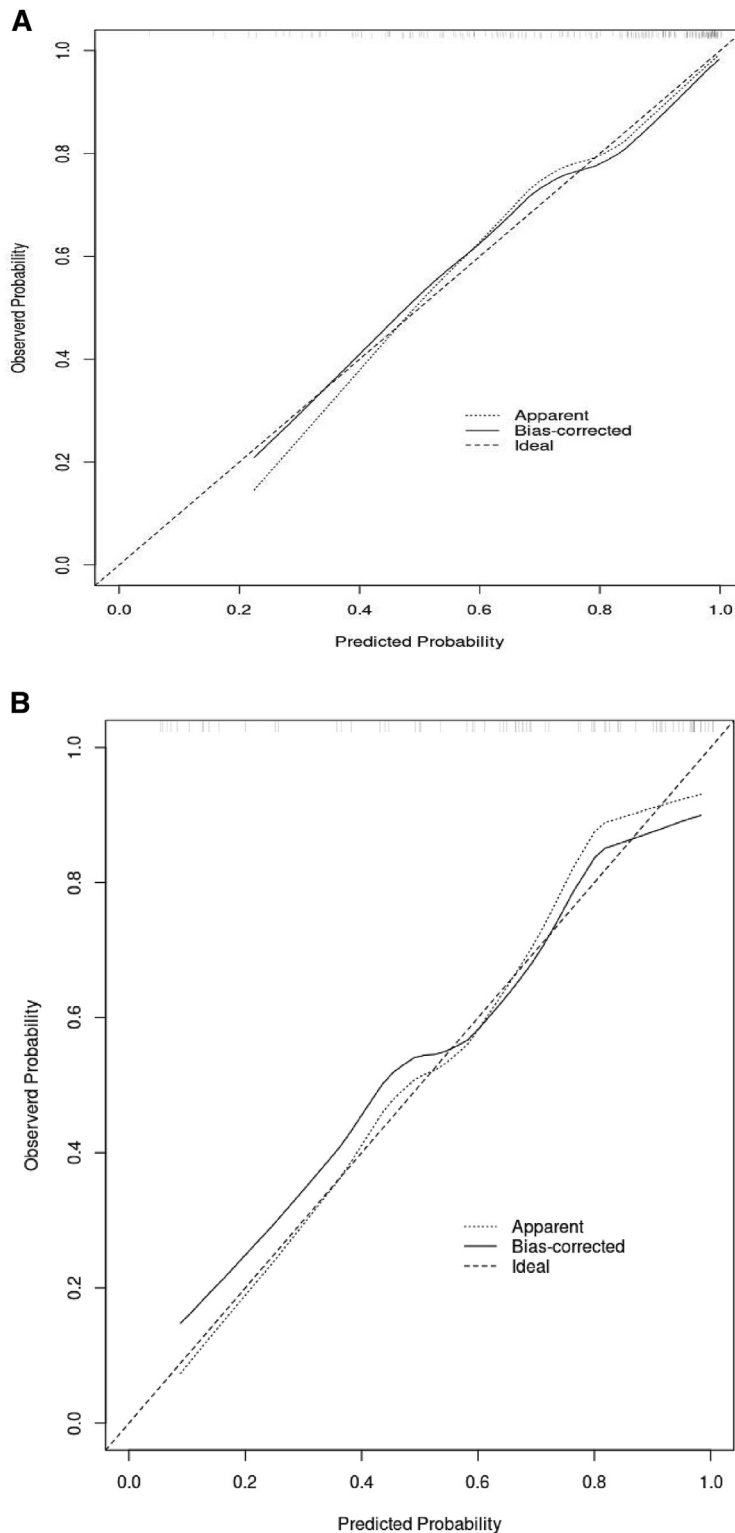 A
1.0
0.8
0.6
0.4
0.2
0.0
Observerd Probability
Apparent
Bias-corrected
Ideal
0.0 0.2 0.4 0.6 0.8 1.0
Predicted Probability
B
1.0
0.8
0.6
0.4
0.2
0.0
Observerd Probability
Apparent
Bias-corrected
Ideal
0.0 0.2 0.4 0.6 0.8 1.0
Predicted Probability